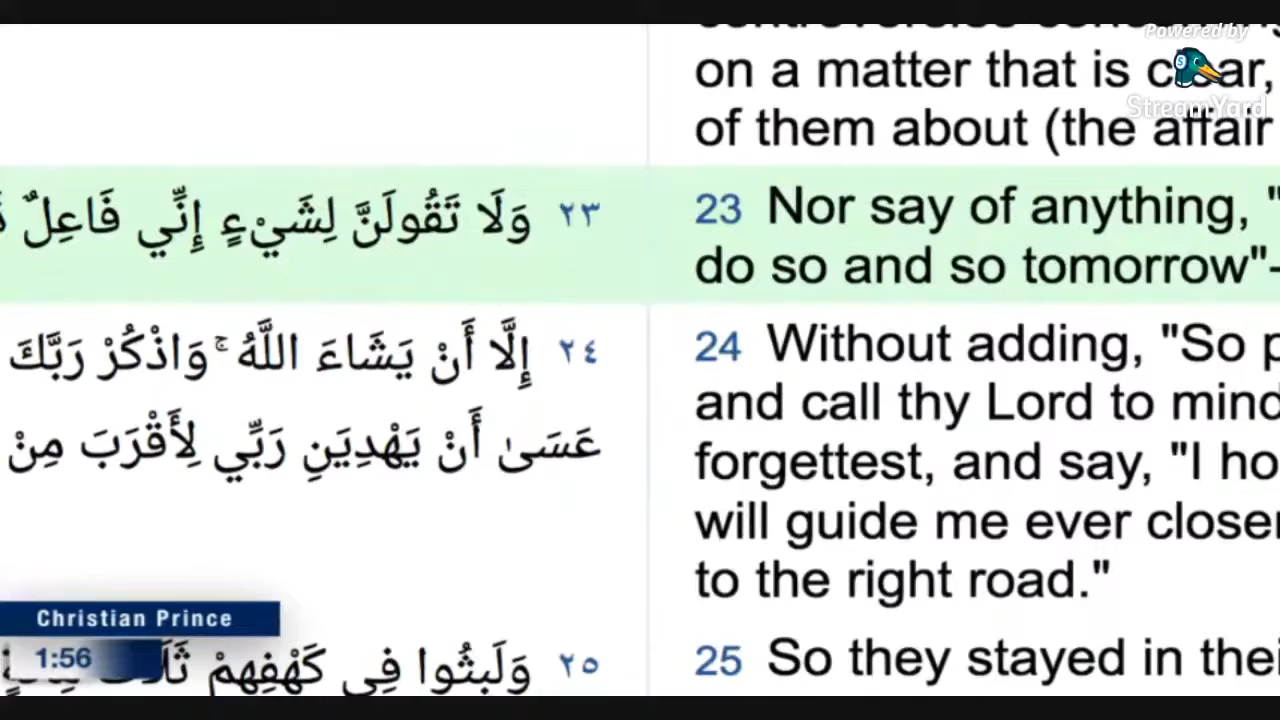 Powered by
StreamYard
on a matter that is clear,
of them about (the affair
٢٣ وَلَا تَقُولَنَّ لِشَيْءٍ إِنِّي فَاعِلٌ
23 Nor say of anything, "
do so and so tomorrow"-
٢٤ إِلَّا أَنْ يَشَاءَ اللَّهُ ۚ وَاذْكُرْ رَبَّكَ
عَسَىٰ أَنْ يَهْدِيَنِ رَبِّي لِأَقْرَبَ مِنْ
24 Without adding, "So p
and call thy Lord to mind
forgettest, and say, "I ho
will guide me ever closer
to the right road."
٢٥ وَلَبِثُوا فِي كَهْفِهِمْ
25 So they stayed in thei
Christian Prince
1:56